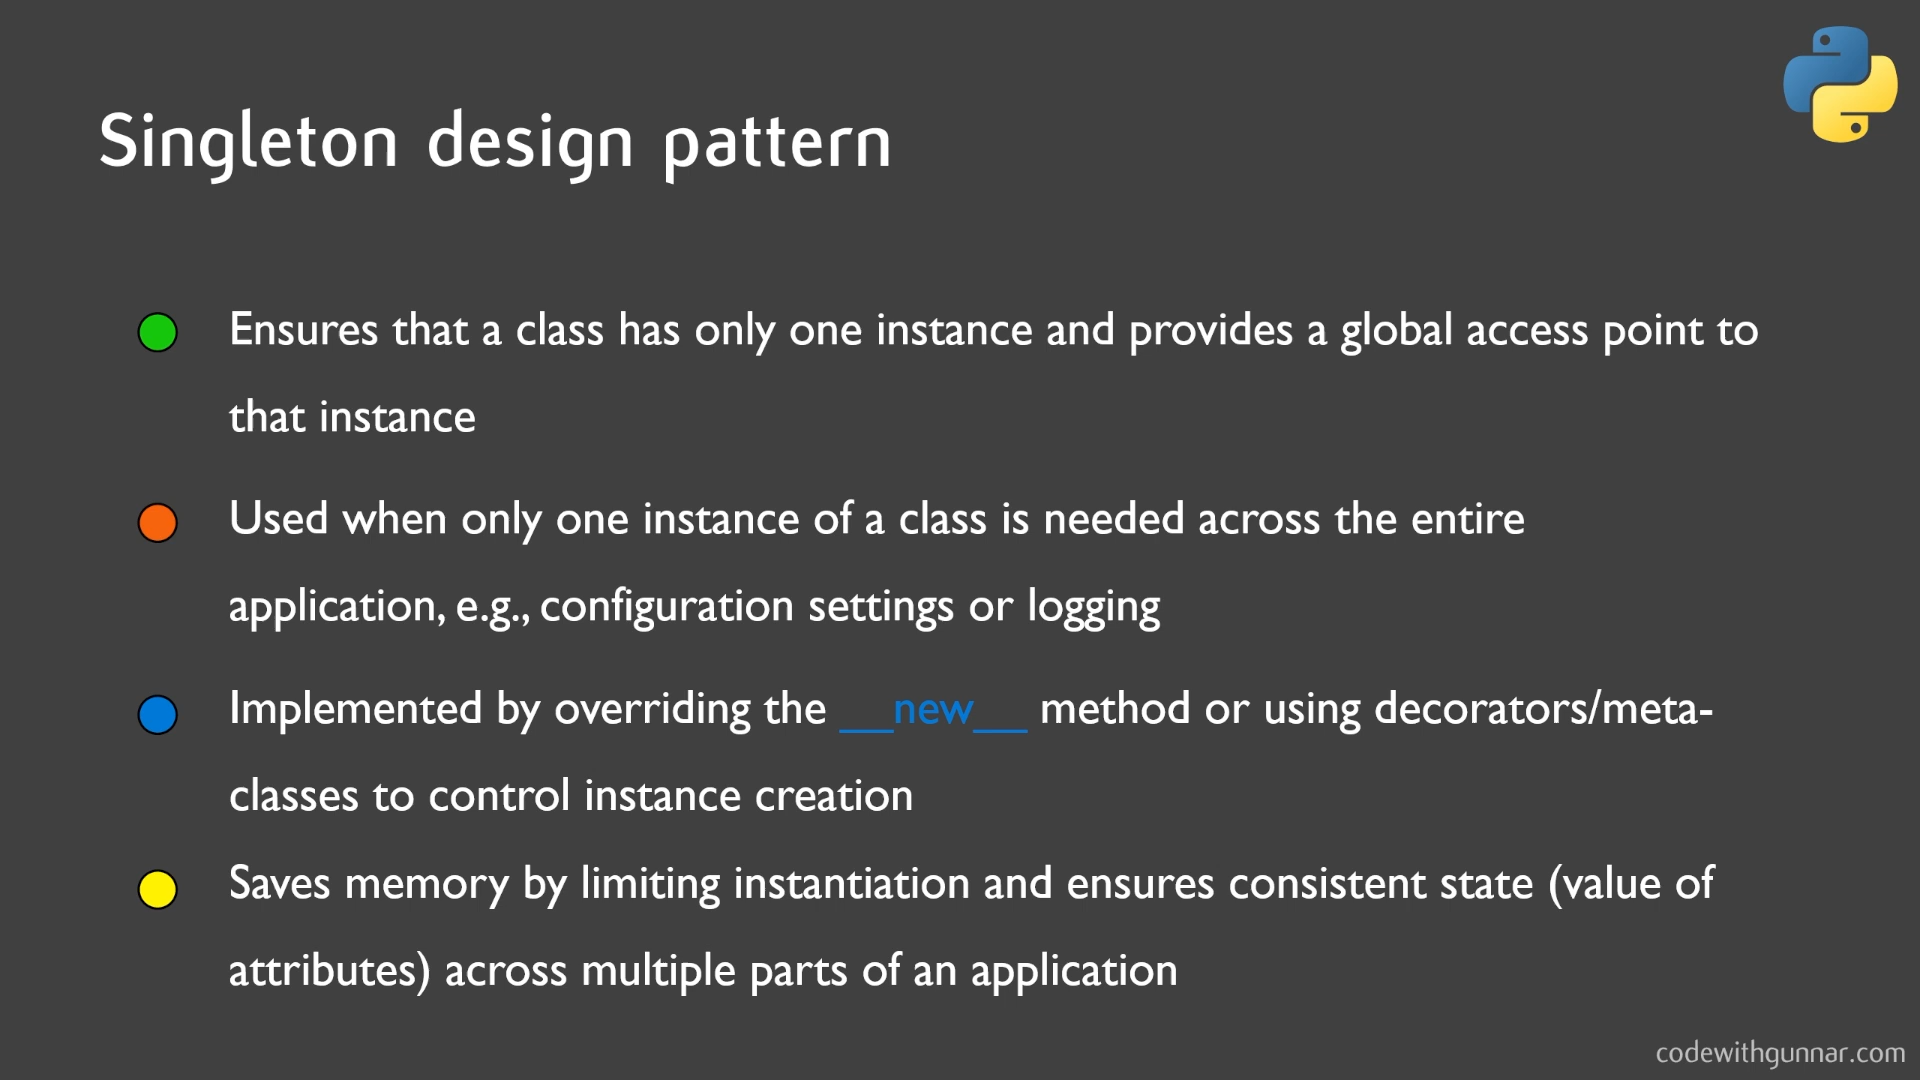 Singleton design pattern
Ensures that a class has only one instance and provides a global access point to
that instance
Used when only one instance of a class is needed across the entire
application, e.g., configuration settings or logging
Implemented by overriding the __new__ method or using decorators/meta-
classes to control instance creation
Saves memory by limiting instantiation and ensures consistent state (value of
attributes) across multiple parts of an application
codewithgunnar.com